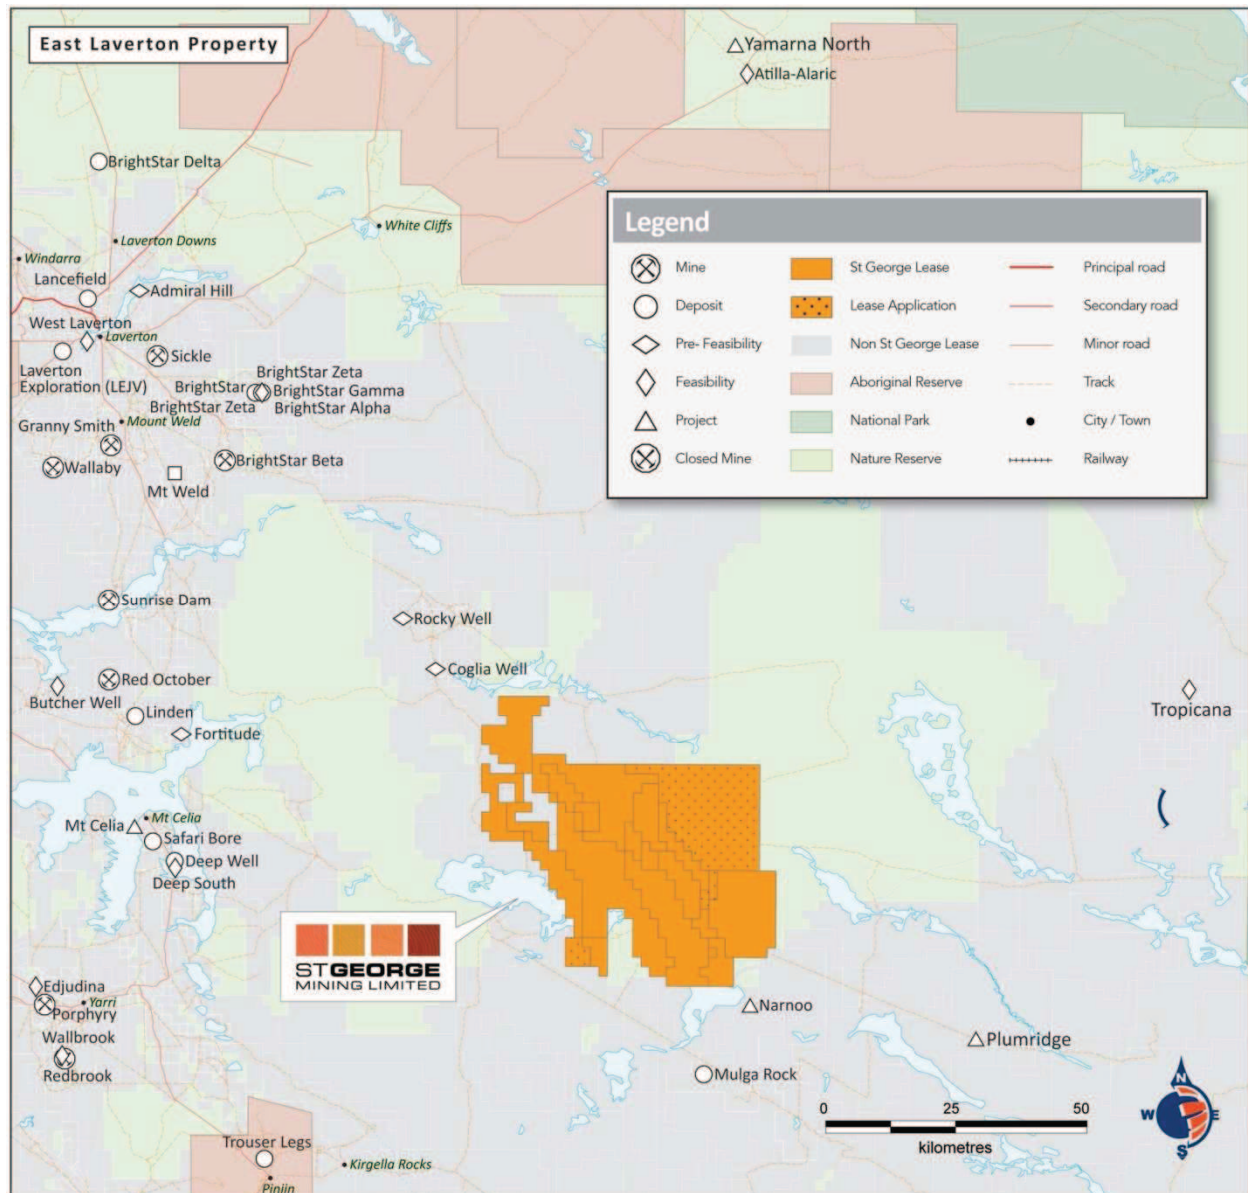 East Laverton Property
Yamarna North
Atilla-Alaric
BrightStar Delta
White Cliffs
Laverton Downs
Windarra
Lancefield
Admiral Hill
West Laverton
Laverton
Sickle
Laverton
Exploration (LEJV)
BrightStar Zeta
BrightStar
BrightStar Gamma
BrightStar Zeta
BrightStar Alpha
Mount Weld
Granny Smith
Wallaby
BrightStar Beta
Mt Weld
Legend
Mine
St George Lease
Principal road
Deposit
Lease Application
Secondary road
Pre- Feasibility
Non St George Lease
Minor road
Feasibility
Aboriginal Reserve
Track
Project
National Park
City / Town
Closed Mine
Nature Reserve
Railway
Sunrise Dam
Rocky Well
Coglia Well
Red October
Butcher Well
Linden
Fortitude
Tropicana
Mt Celia
Mt Celia
Safari Bore
Deep Well
Deep South
STGEORGE
MINING LIMITED
Edjudina
Yarri
Porphyry
Wallbrook
Redbrook
Narnoo
Plumridge
Mulga Rock
Trouser Legs
Kirgella Rocks
Pinjin
0 25 50
kilometres
N
W E
S